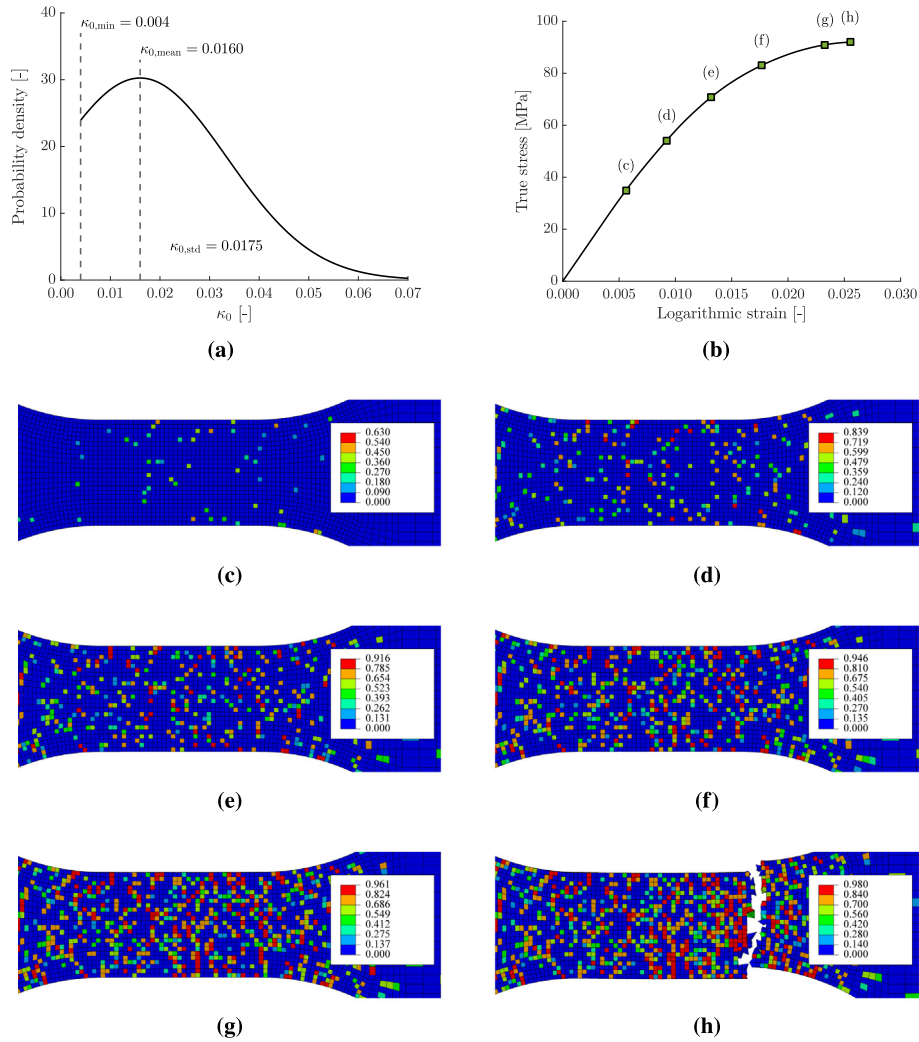 40
30
20
10
0
Probability density [-]
κ0,min = 0.004
κ0,mean = 0.0160
κ0,std = 0.0175
0.00 0.01 0.02 0.03 0.04 0.05 0.06 0.07
κ0 [-]
(a)
100
80
60
40
20
0
True stress [MPa]
(c)
(d)
(e)
(f)
(g)
(h)
0.000 0.005 0.010 0.015 0.020 0.025 0.030
Logarithmic strain [-]
(b)
0.630
0.540
0.450
0.360
0.270
0.180
0.090
0.000
(c)
0.839
0.719
0.599
0.479
0.359
0.240
0.120
0.000
(d)
0.916
0.785
0.654
0.523
0.393
0.262
0.131
0.000
(e)
0.946
0.810
0.675
0.540
0.405
0.270
0.135
0.000
(f)
0.961
0.824
0.686
0.549
0.412
0.275
0.137
0.000
(g)
0.980
0.840
0.700
0.560
0.420
0.280
0.140
0.000
(h)